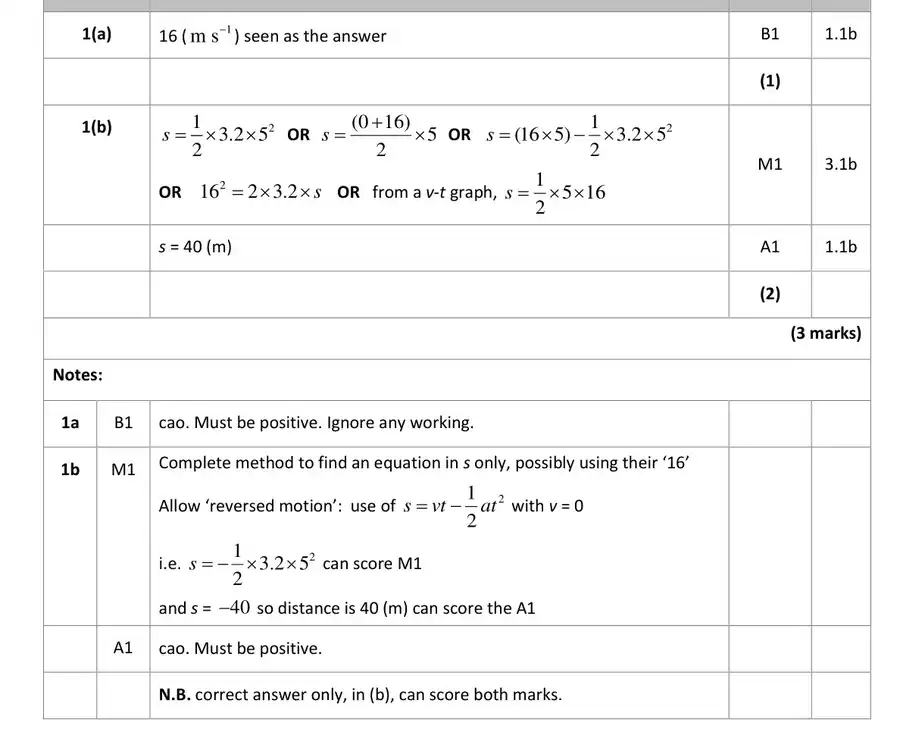 1(a) 16 ( m s⁻¹ ) seen as the answer B1 1.1b
(1)
1(b) s = 1/2 × 3.2 × 5² OR s = (0+16)/2 × 5 OR s = (16×5) − 1/2 × 3.2 × 5² M1 3.1b
OR 16² = 2×3.2× s OR from a v-t graph, s = 1/2 × 5 × 16
s = 40 (m) A1 1.1b
(2)
(3 marks)
Notes:
1a B1 cao. Must be positive. Ignore any working.
1b M1 Complete method to find an equation in s only, possibly using their ‘16’
Allow ‘reversed motion’: use of s = vt − 1/2 at² with v = 0
i.e. s = − 1/2 × 3.2 × 5² can score M1
and s = −40 so distance is 40 (m) can score the A1
A1 cao. Must be positive.
N.B. correct answer only, in (b), can score both marks.